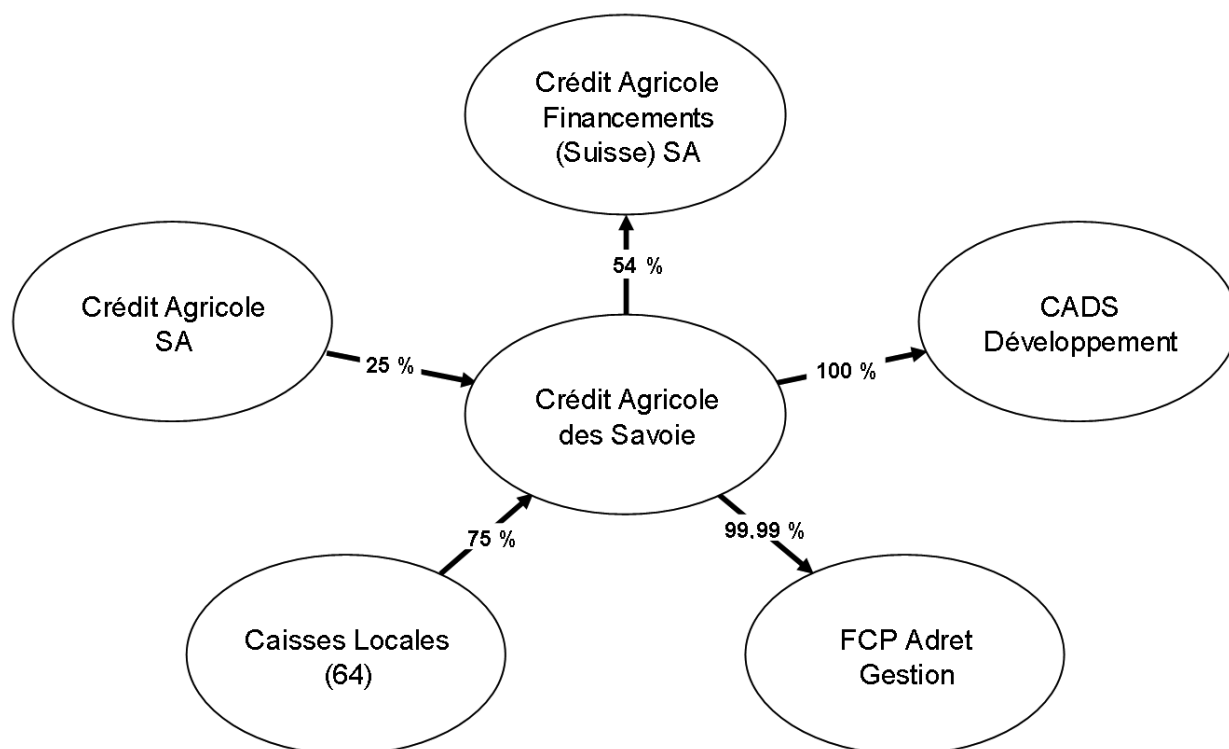 Crédit Agricole
Financements
(Suisse) SA
54 %
Crédit Agricole
SA
25 %
CADS
Développement
100 %
Crédit Agricole
des Savoie
75 %
99.99 %
Caisses Locales
(64)
FCP Adret
Gestion